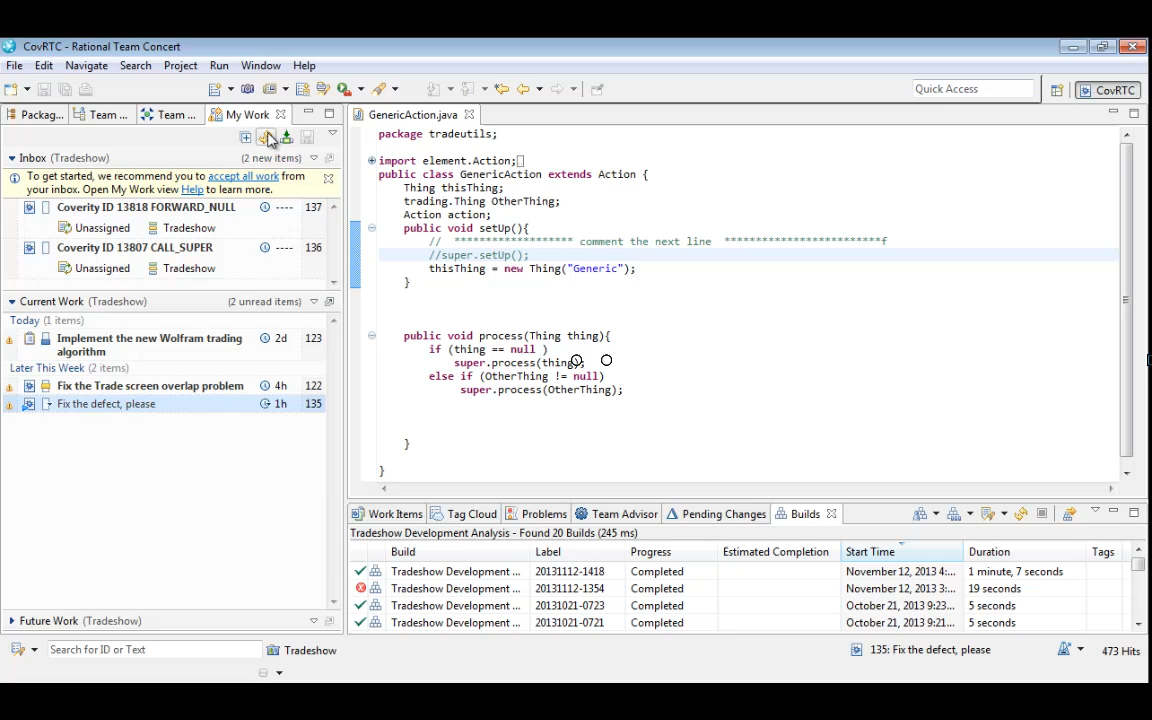 CovRTC - Rational Team Concert
File Edit Navigate Search Project Run Window Help
Quick Access
CovRTC
Packag...
Team ...
Team ...
My Work
Inbox (Tradeshow) (2 new items)
To get started, we recommend you to accept all work from
your inbox. Open My Work view Help to learn more.
Coverity ID 13818 FORWARD_NULL ---- 137
Unassigned Tradeshow
Coverity ID 13807 CALL_SUPER ---- 136
Unassigned Tradeshow
Current Work (Tradeshow) (2 unread items)
Today (1 items)
Implement the new Wolfram trading 2d 123
algorithm
Later This Week (2 items)
Fix the Trade screen overlap problem 4h 122
Fix the defect, please 1h 135
Future Work (Tradeshow)
GenericAction.java
package tradeutils;
import element.Action;
public class GenericAction extends Action {
Thing thisThing;
trading.Thing OtherThing;
Action action;
public void setUp(){
// ******************* comment the next line *************************f
//super.setUp();
thisThing = new Thing("Generic");
}
public void process(Thing thing){
if (thing == null )
super.process(thing);
else if (OtherThing != null)
super.process(OtherThing);
}
}
Work Items Tag Cloud Problems Team Advisor Pending Changes Builds
Tradeshow Development Analysis - Found 20 Builds (245 ms)
Build Label Progress Estimated Completion Start Time Duration Tags
Tradeshow Development ... 20131112-1418 Completed November 12, 2013 4:... 1 minute, 7 seconds
Tradeshow Development ... 20131112-1354 Completed November 12, 2013 3:... 19 seconds
Tradeshow Development ... 20131021-0723 Completed October 21, 2013 9:23... 5 seconds
Tradeshow Development ... 20131021-0721 Completed October 21, 2013 9:21... 5 seconds
Search for ID or Text
Tradeshow
135: Fix the defect, please
473 Hits